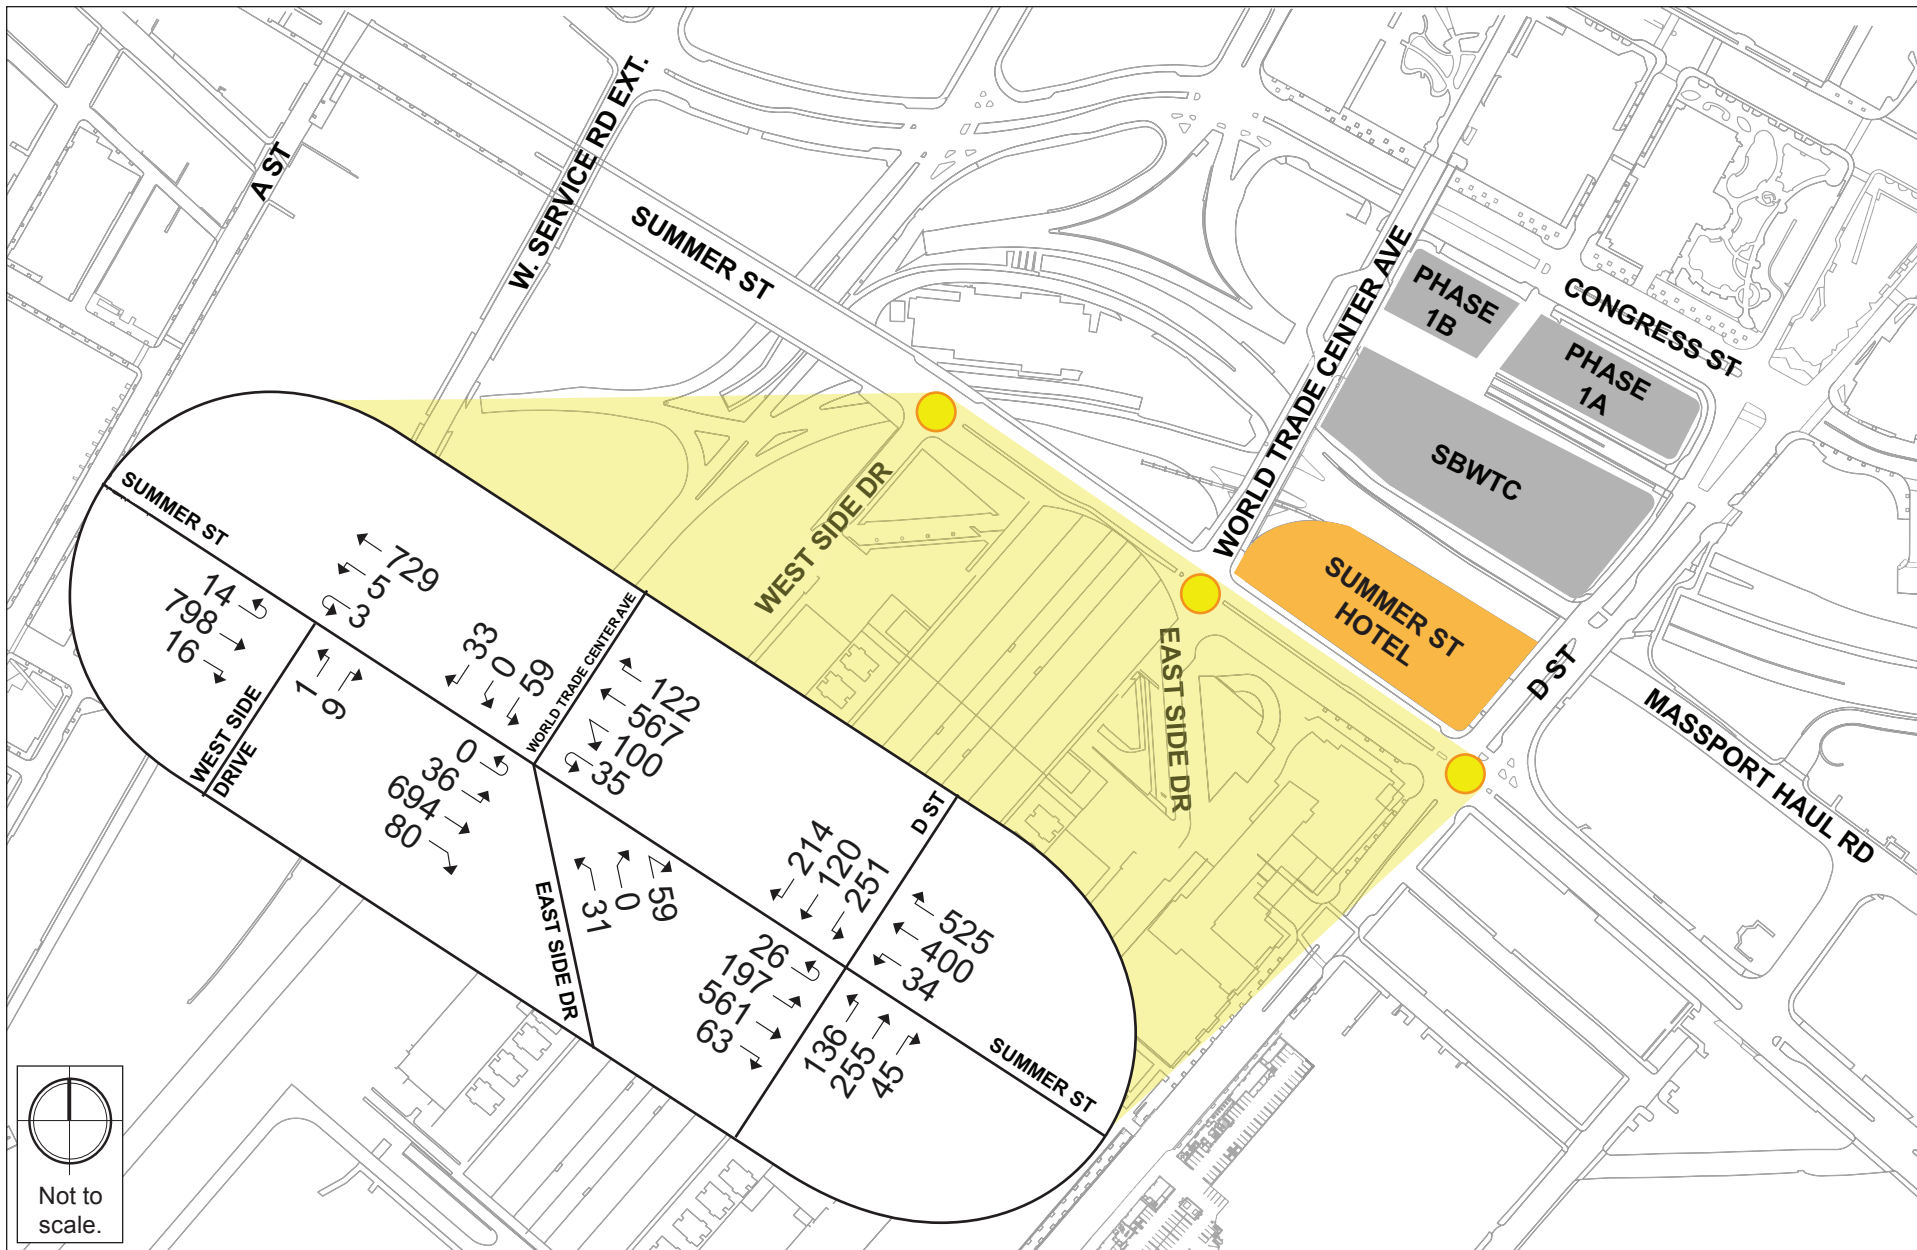 A ST
W. SERVICE RD EXT.
SUMMER ST
WORLD TRADE CENTER AVE
PHASE
1B
CONGRESS ST
PHASE
1A
SBWTC
SUMMER ST
HOTEL
D ST
MASSPORT HAUL RD
WEST SIDE DR
EAST SIDE DR
SUMMER ST
14
798
16
729
5
3
WEST SIDE
DRIVE
1
9
33
0
59
WORLD TRADE CENTER AVE
122
567
100
35
0
36
694
80
EAST SIDE DR
31
0
59
214
120
251
D ST
525
400
34
26
197
561
63
136
255
45
SUMMER ST
Not to
scale.